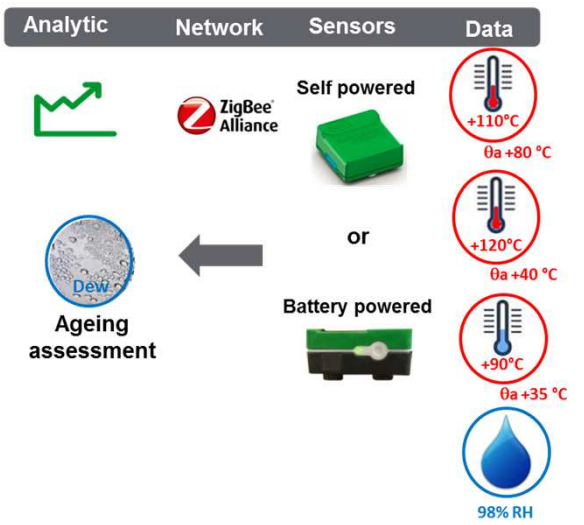 Analytic Network Sensors Data
Self powered
ZigBee®
Alliance
+110°C
θa +80 °C
or
+120°C
θa +40 °C
Dew
Ageing
assessment
Battery powered
+90°C
θa +35 °C
98% RH